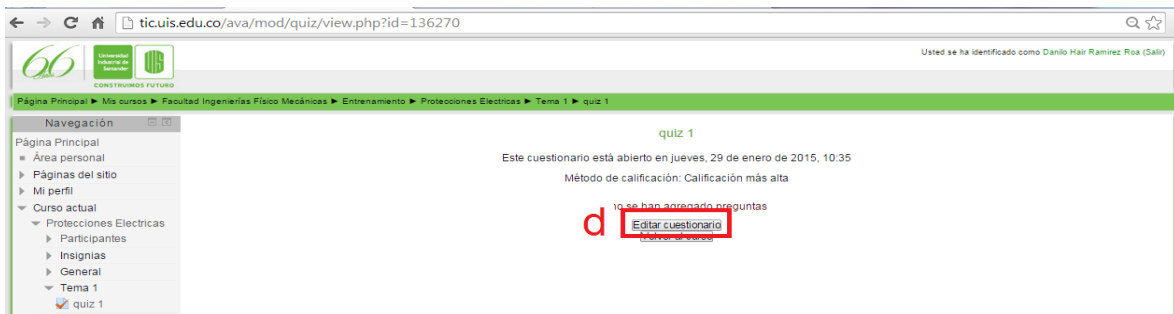 tic.uis.edu.co/ava/mod/quiz/view.php?id=136270
66
Universidad
Industrial de
Santander
UIS
CONSTRUIMOS FUTURO
Usted se ha identificado como Danilo Hair Ramirez Roa (Salir)
Página Principal ► Mis cursos ► Facultad Ingenierías Físico Mecánicas ► Entrenamiento ► Protecciones Electricas ► Tema 1 ► quiz 1
Navegación
Página Principal
Área personal
Páginas del sitio
Mi perfil
Curso actual
Protecciones Electricas
Participantes
Insignias
General
Tema 1
quiz 1
quiz 1
Este cuestionario está abierto en jueves, 29 de enero de 2015, 10:35
Método de calificación: Calificación más alta
no se han agregado preguntas
d
Editar cuestionario
Volver al curso